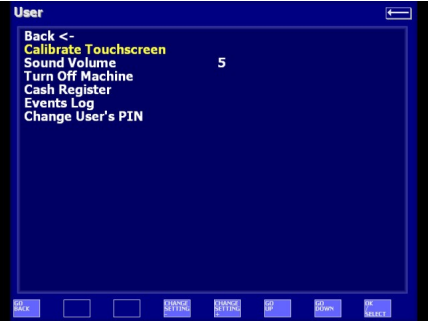 User
Back <-
Calibrate Touchscreen
Sound Volume 5
Turn Off Machine
Cash Register
Events Log
Change User's PIN
GO BACK
CHANGE SETTING -
CHANGE SETTING +
GO UP
GO DOWN
OK / SELECT